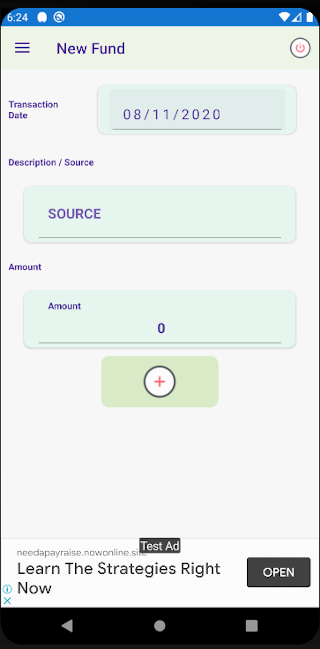 6:24
New Fund
Transaction
Date
08/11/2020
Description / Source
SOURCE
Amount
Amount
0
Test Ad
needapayraise.nowonline.site
Learn The Strategies Right
Now
OPEN